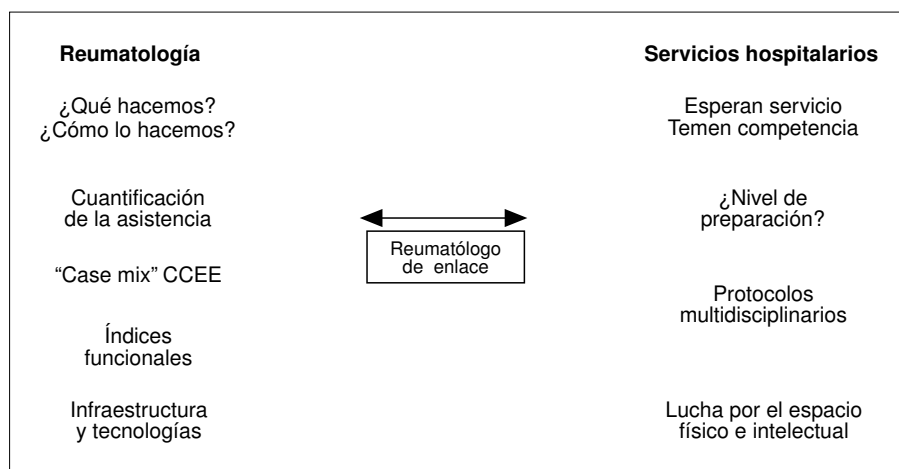 Reumatología
¿Qué hacemos?
¿Cómo lo hacemos?
Cuantificación
de la asistencia
“Case mix” CCEE
Índices
funcionales
Infraestructura
y tecnologías
Reumatólogo
de enlace
Servicios hospitalarios
Esperan servicio
Temen competencia
¿Nivel de
preparación?
Protocolos
multidisciplinarios
Lucha por el espacio
físico e intelectual